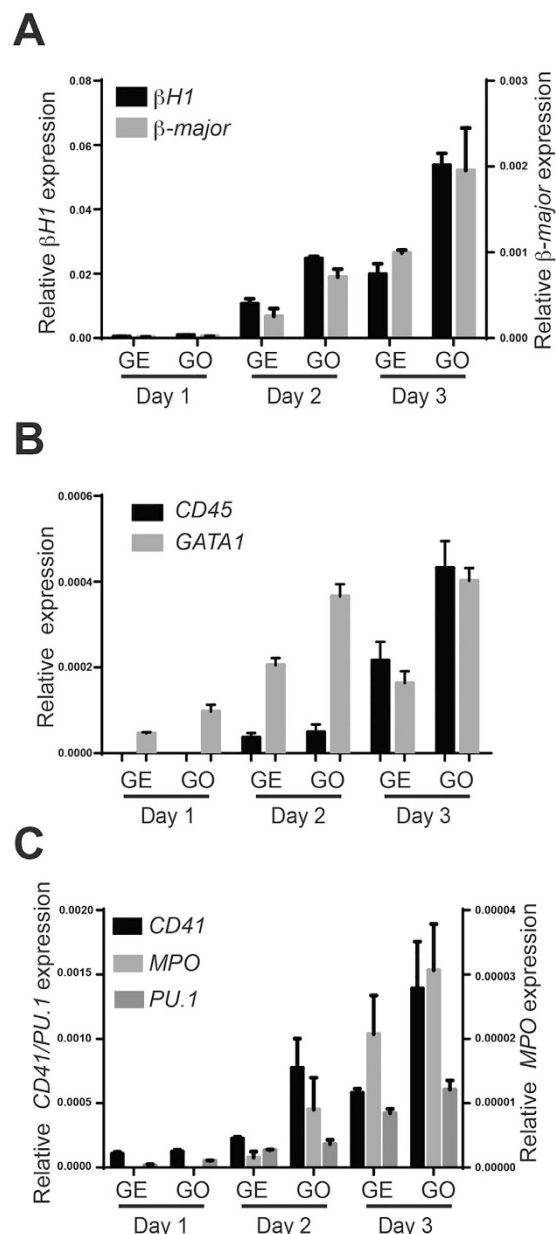 A
βH1
β-major
Relative βH1 expression
0.08
0.06
0.04
0.02
0.00
Relative β-major expression
0.003
0.002
0.001
0.000
GE GO GE GO GE GO
Day 1 Day 2 Day 3
B
CD45
GATA1
Relative expression
0.0006
0.0004
0.0002
0.0000
GE GO GE GO GE GO
Day 1 Day 2 Day 3
C
CD41
MPO
PU.1
Relative CD41/PU.1 expression
0.0020
0.0015
0.0010
0.0005
0.0000
Relative MPO expression
0.00004
0.00003
0.00002
0.00001
0.00000
GE GO GE GO GE GO
Day 1 Day 2 Day 3